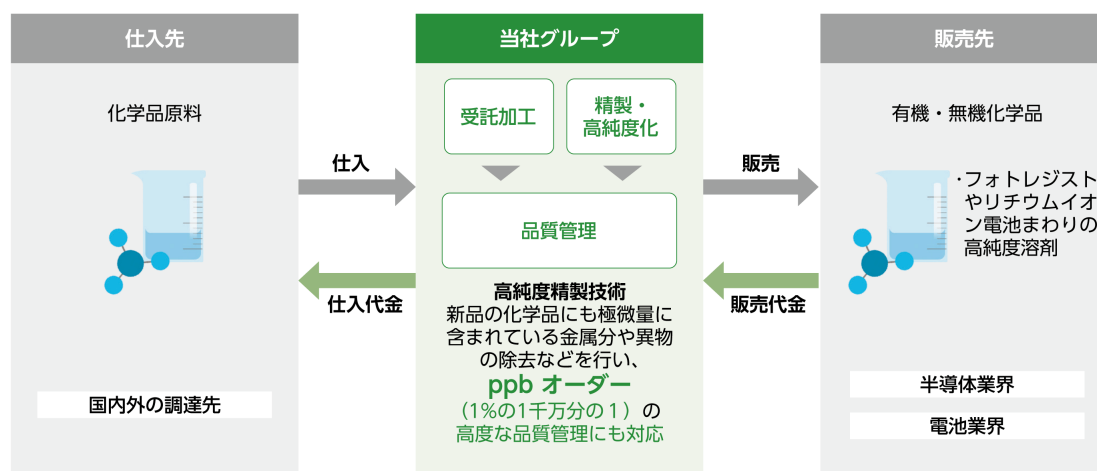 仕入先
化学品原料
国内外の調達先
仕入
仕入代金
当社グループ
受託加工
精製・
高純度化
品質管理
高純度精製技術
新品の化学品にも極微量に
含まれている金属分や異物
の除去などを行い、
ppb オーダー
(1%の1千万分の1) の
高度な品質管理にも対応
販売
販売代金
販売先
有機・無機化学品
・フォトレジスト
やリチウムイオ
ン電池まわりの
高純度溶剤
半導体業界
電池業界